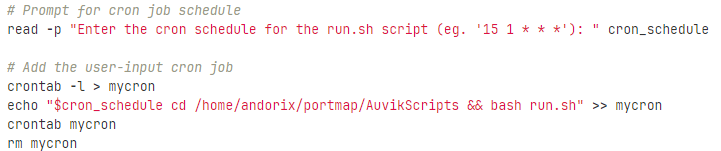 # Prompt for cron job schedule
read -p "Enter the cron schedule for the run.sh script (eg. '15 1 * * *'): " cron_schedule
# Add the user-input cron job
crontab -l > mycron
echo "$cron_schedule cd /home/andorix/portmap/AuvikScripts && bash run.sh" >> mycron
crontab mycron
rm mycron